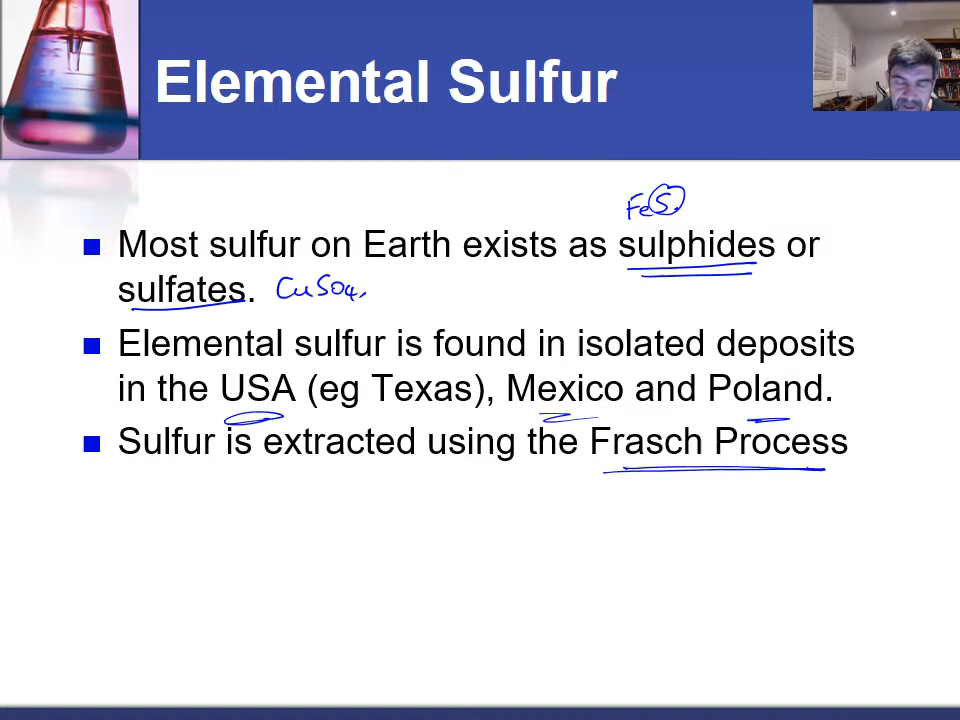 Elemental Sulfur
FeS
■ Most sulfur on Earth exists as sulphides or
sulfates. CuSO4,
■ Elemental sulfur is found in isolated deposits
in the USA (eg Texas), Mexico and Poland.
■ Sulfur is extracted using the Frasch Process